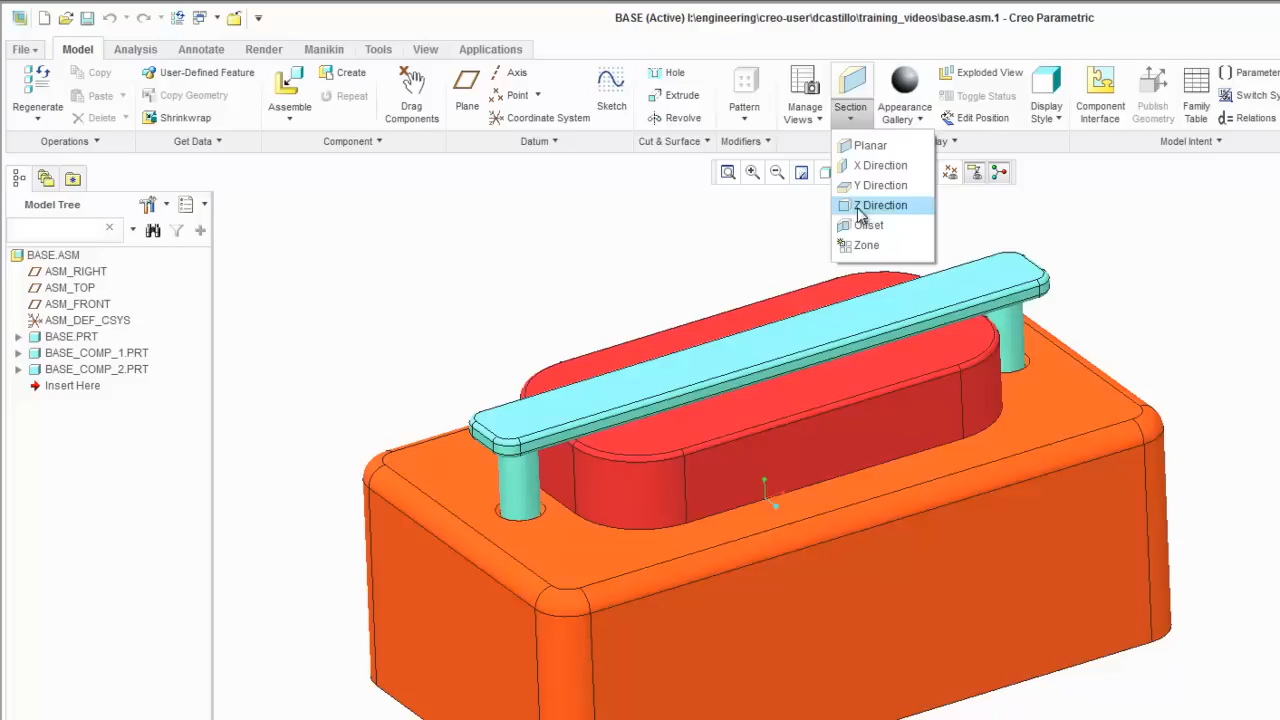 BASE (Active) I:\engineering\creo-user\dcastillo\training_videos\base.asm.1 - Creo Parametric
File Model Analysis Annotate Render Manikin Tools View Applications
Regenerate
Copy
Paste
Delete
Operations
User-Defined Feature
Copy Geometry
Shrinkwrap
Get Data
Assemble
Create
Repeat
Drag
Components
Component
Plane
Axis
Point
Coordinate System
Sketch
Datum
Hole
Extrude
Revolve
Cut & Surface
Pattern
Modifiers
Manage
Views
Section
Appearance
Gallery
Exploded View
Toggle Status
Edit Position
Display
Style
Component
Interface
Publish
Geometry
Family
Table
Parameter
Switch Sy
Relations
Model Intent
Planar
X Direction
Y Direction
Z Direction
Offset
Zone
Model Tree
BASE.ASM
ASM_RIGHT
ASM_TOP
ASM_FRONT
ASM_DEF_CSYS
BASE.PRT
BASE_COMP_1.PRT
BASE_COMP_2.PRT
Insert Here